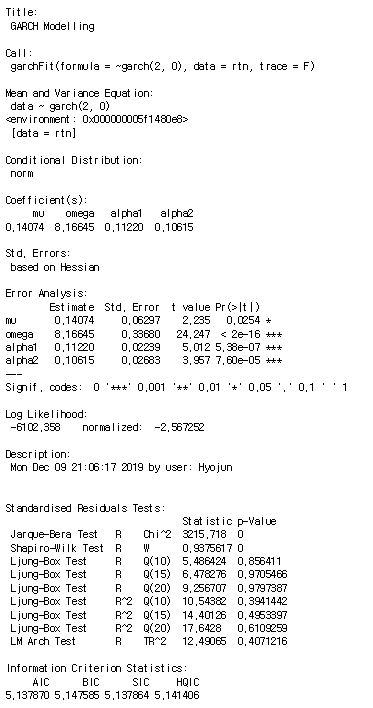 Title:
 GARCH Modelling
Call:
 garchFit(formula = ~garch(2, 0), data = rtn, trace = F)
Mean and Variance Equation:
 data ~ garch(2, 0)
<environment: 0x000000005f1480e8>
 [data = rtn]
Conditional Distribution:
 norm
Coefficient(s):
     mu    omega   alpha1   alpha2
0.14074  8.16645  0.11220  0.10615
Std. Errors:
 based on Hessian
Error Analysis:
        Estimate  Std. Error  t value Pr(>|t|)
mu       0.14074     0.06297    2.235   0.0254 *
omega    8.16645     0.33680   24.247  < 2e-16 ***
alpha1   0.11220     0.02239    5.012 5.38e-07 ***
alpha2   0.10615     0.02683    3.957 7.60e-05 ***
---
Signif. codes:  0 '***' 0.001 '**' 0.01 '*' 0.05 '.' 0.1 ' ' 1
Log Likelihood:
 -6102.358    normalized:  -2.567252
Description:
 Mon Dec 09 21:06:17 2019 by user: Hyojun
Standardised Residuals Tests:
                                Statistic p-Value
 Jarque-Bera Test   R    Chi^2  3215.718  0
 Shapiro-Wilk Test  R    W      0.9375617 0
 Ljung-Box Test     R    Q(10)  5.486424  0.856411
 Ljung-Box Test     R    Q(15)  6.478276  0.9705466
 Ljung-Box Test     R    Q(20)  9.256707  0.9797387
 Ljung-Box Test     R^2  Q(10)  10.54382  0.3941442
 Ljung-Box Test     R^2  Q(15)  14.40126  0.4953397
 Ljung-Box Test     R^2  Q(20)  17.6428   0.6109259
 LM Arch Test       R    TR^2   12.49065  0.4071216
Information Criterion Statistics:
     AIC      BIC      SIC     HQIC
5.137870 5.147585 5.137864 5.141406